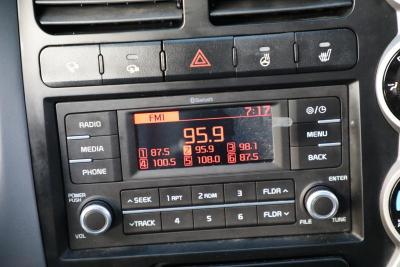 Bluetooth
RADIO
MEDIA
PHONE
FM1 7:17
95.9
1 87.5 2 95.9 3 98.1
4 100.5 5 108.0 6 87.5
MENU
BACK
POWER
PUSH
VOL
SEEK 1 RPT 2 RDM 3 FLDR
TRACK 4 5 6 FLDR
ENTER
FILE TUNE